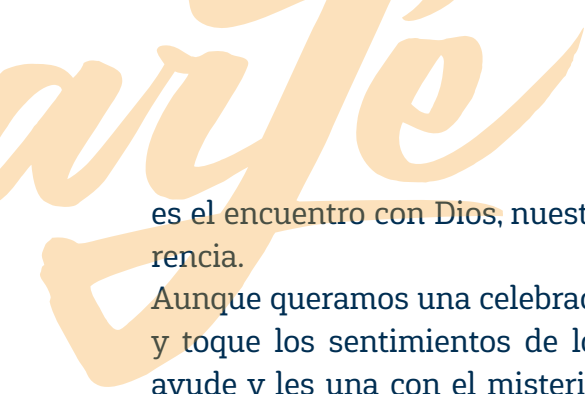 es el encuentro con Dios, nuest
rencia.
Aunque queramos una celebrac
y toque los sentimientos de lo
ayude y les una con el misteri